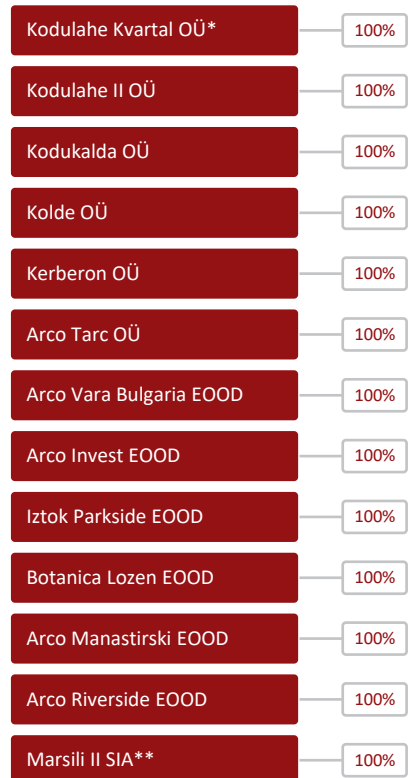 Kodulahe Kvartal OÜ* 100%
Kodulahe II OÜ 100%
Kodukalda OÜ 100%
Kolde OÜ 100%
Kerberon OÜ 100%
Arco Tarc OÜ 100%
Arco Vara Bulgaria EOOD 100%
Arco Invest EOOD 100%
Iztok Parkside EOOD 100%
Botanica Lozen EOOD 100%
Arco Manastirski EOOD 100%
Arco Riverside EOOD 100%
Marsili II SIA** 100%